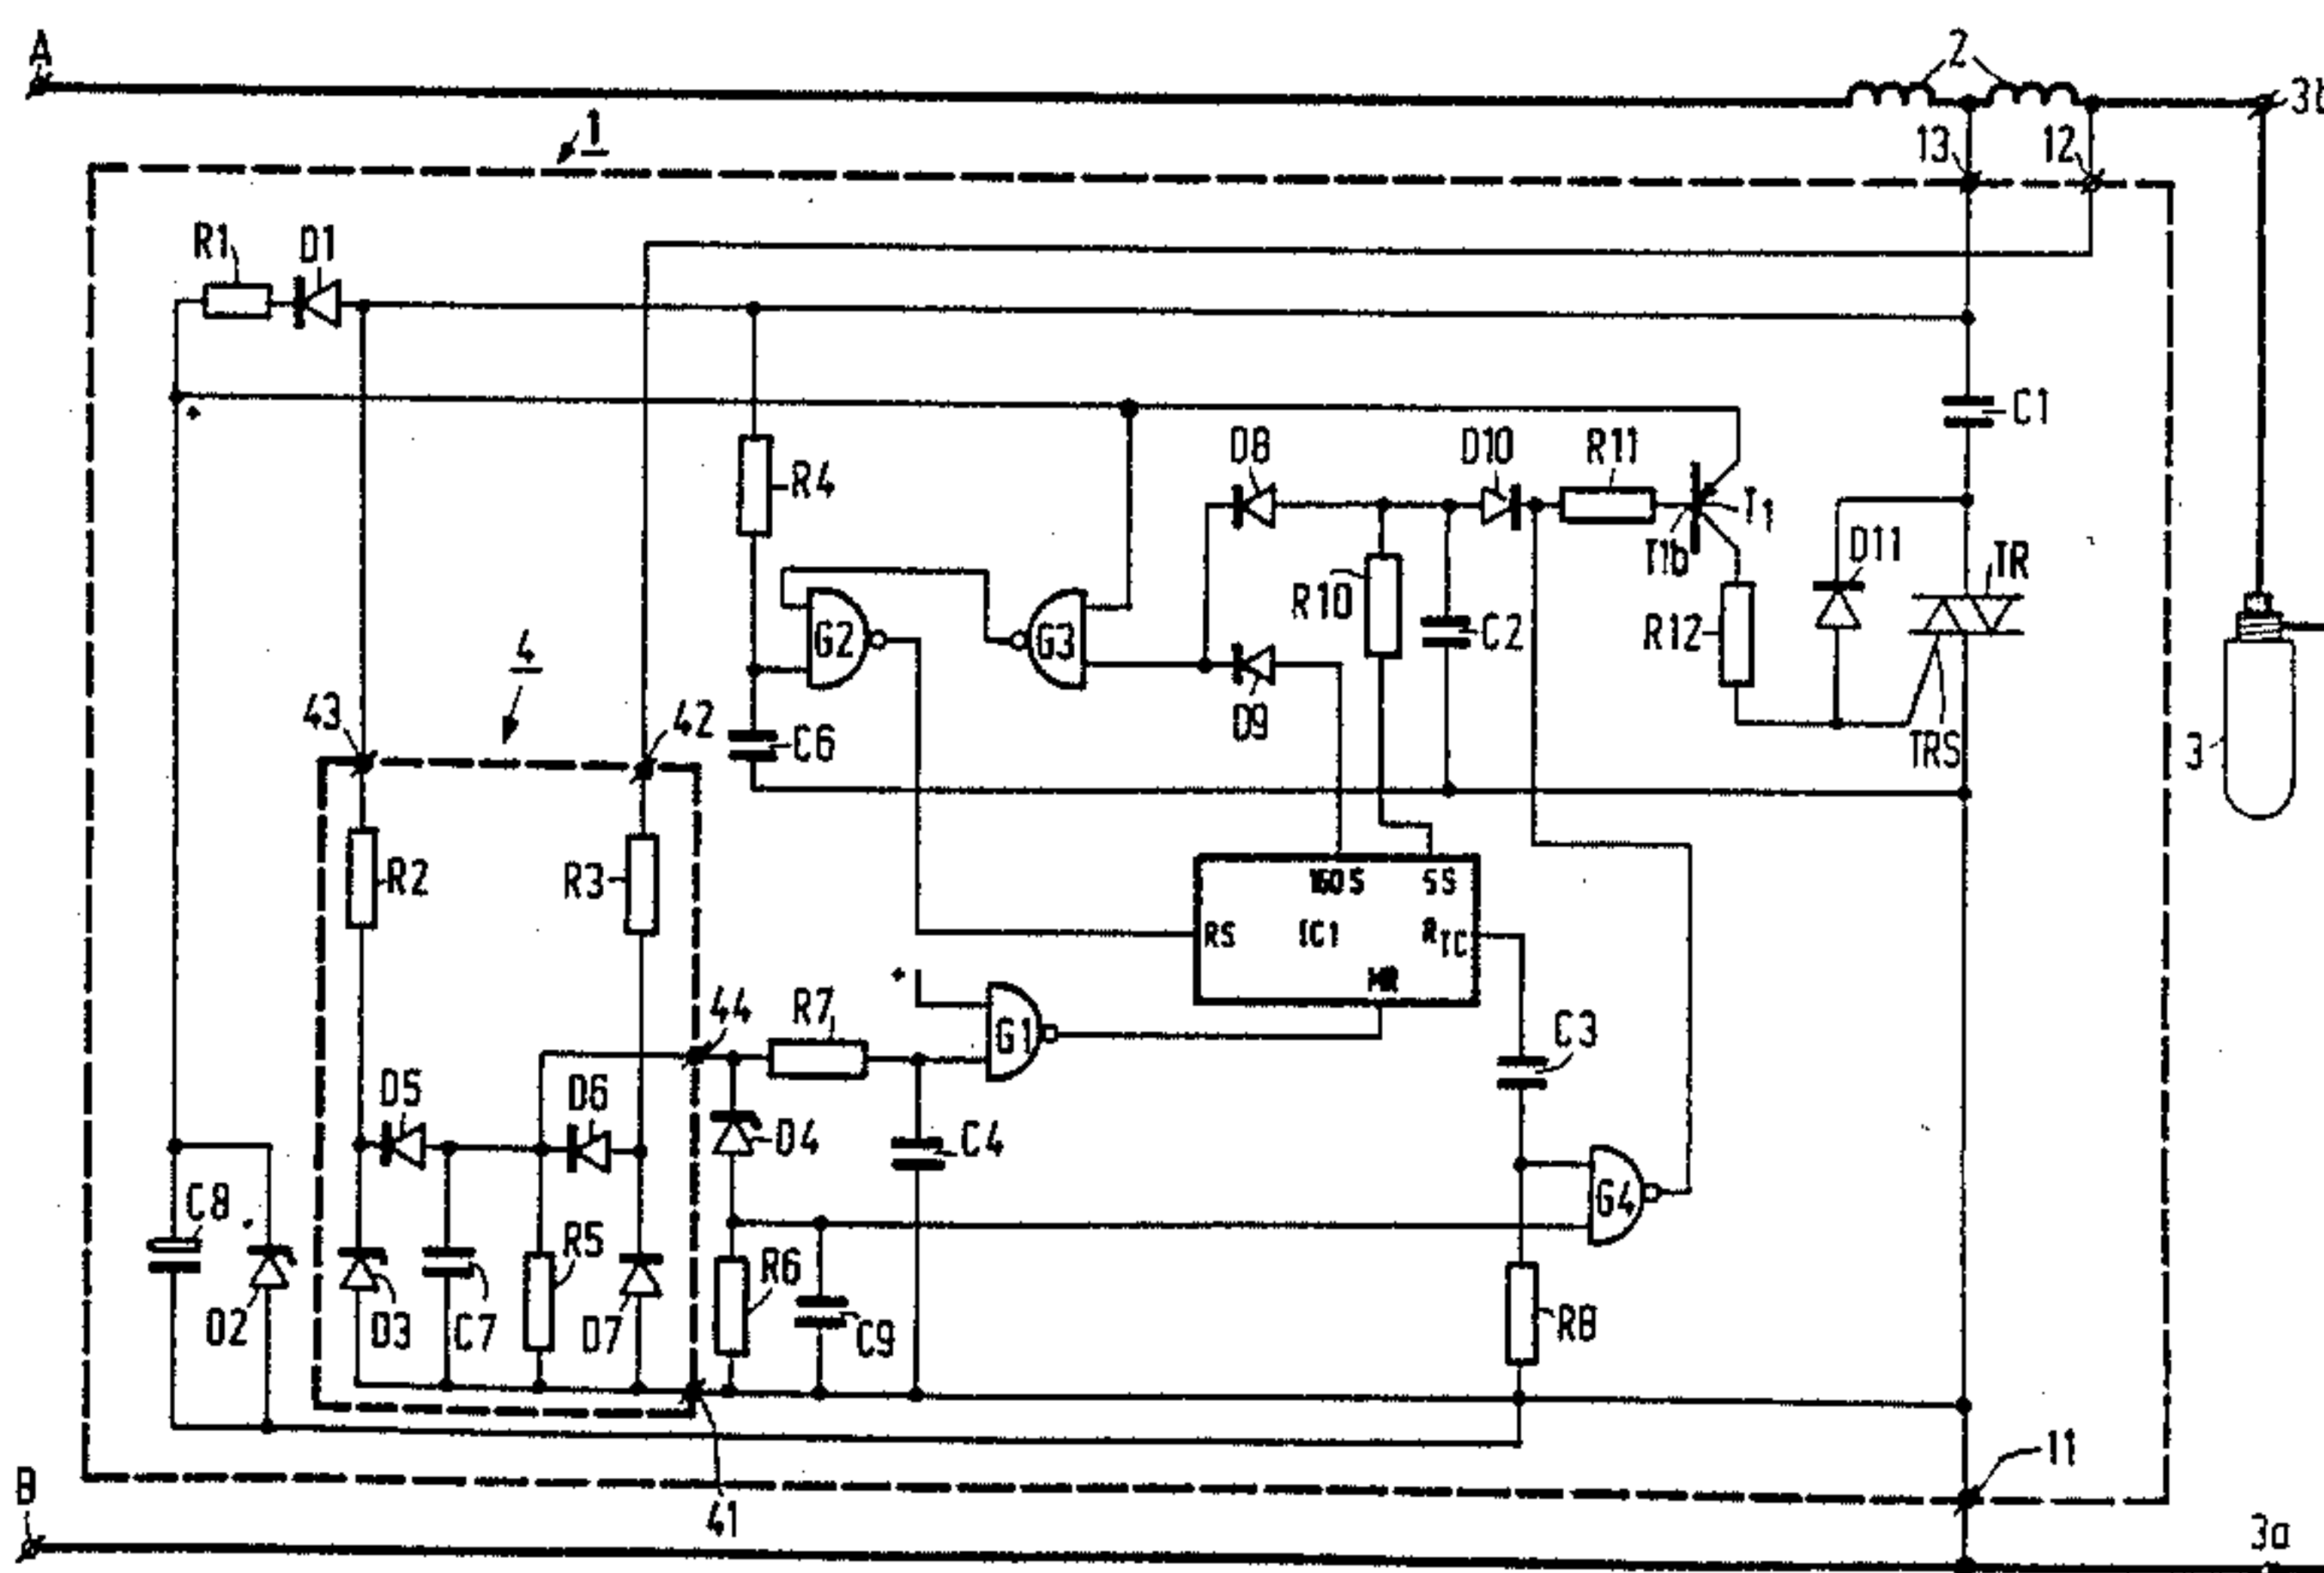 A
2
3b
1
13
12
R1
D1
+
R4
D8
D10
R11
C1
T1
T1b
D11
TR
G2
G3
R10
C2
R12
4
D9
TRS
43
42
C6
3
R2
R3
160S
SS
RS
IC1
RTC
MR
+
44
R7
G1
C3
D5
D6
D4
C4
C8
R5
R6
G4
D2
D3
C7
D7
C9
R8
11
B
41
3a